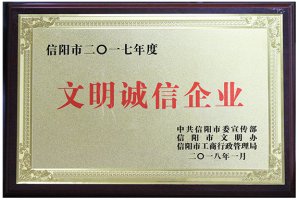 信阳市二〇一七年度
文明诚信企业
中共信阳市委宣传部
信阳市文明办
信阳市工商行政管理局
二〇一八年一月